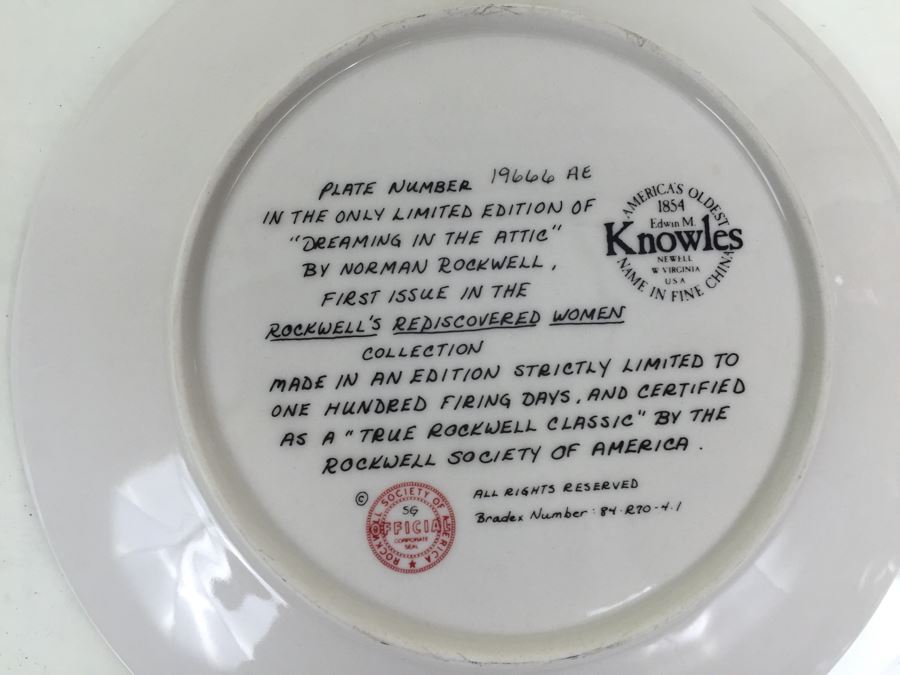 PLATE NUMBER 19666 AE
IN THE ONLY LIMITED EDITION OF
"DREAMING IN THE ATTIC"
BY NORMAN ROCKWELL,
FIRST ISSUE IN THE
ROCKWELL'S REDISCOVERED WOMEN
COLLECTION
MADE IN AN EDITION STRICTLY LIMITED TO
ONE HUNDRED FIRING DAYS, AND CERTIFIED
AS A "TRUE ROCKWELL CLASSIC" BY THE
ROCKWELL SOCIETY OF AMERICA.
AMERICA'S OLDEST
1854
Edwin M.
Knowles
NEWELL
W VIRGINIA
USA
NAME IN FINE CHINA
©
ROCKWELL SOCIETY OF AMERICA
SG
OFFICIAL
CORPORATE
SEAL
ALL RIGHTS RESERVED
Bradex Number: 84-R70-4.1